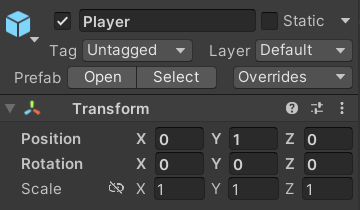 Player Static
Tag Untagged Layer Default
Prefab Open Select Overrides
Transform
Position X 0 Y 1 Z 0
Rotation X 0 Y 0 Z 0
Scale X 1 Y 1 Z 1